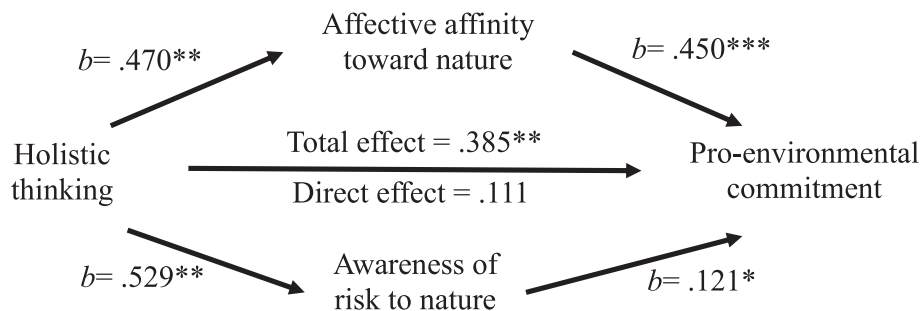 Affective affinity
toward nature
b= .470**
b= .450***
Holistic
thinking
Total effect = .385**
Direct effect = .111
Pro-environmental
commitment
b= .529**
Awareness of
risk to nature
b= .121*